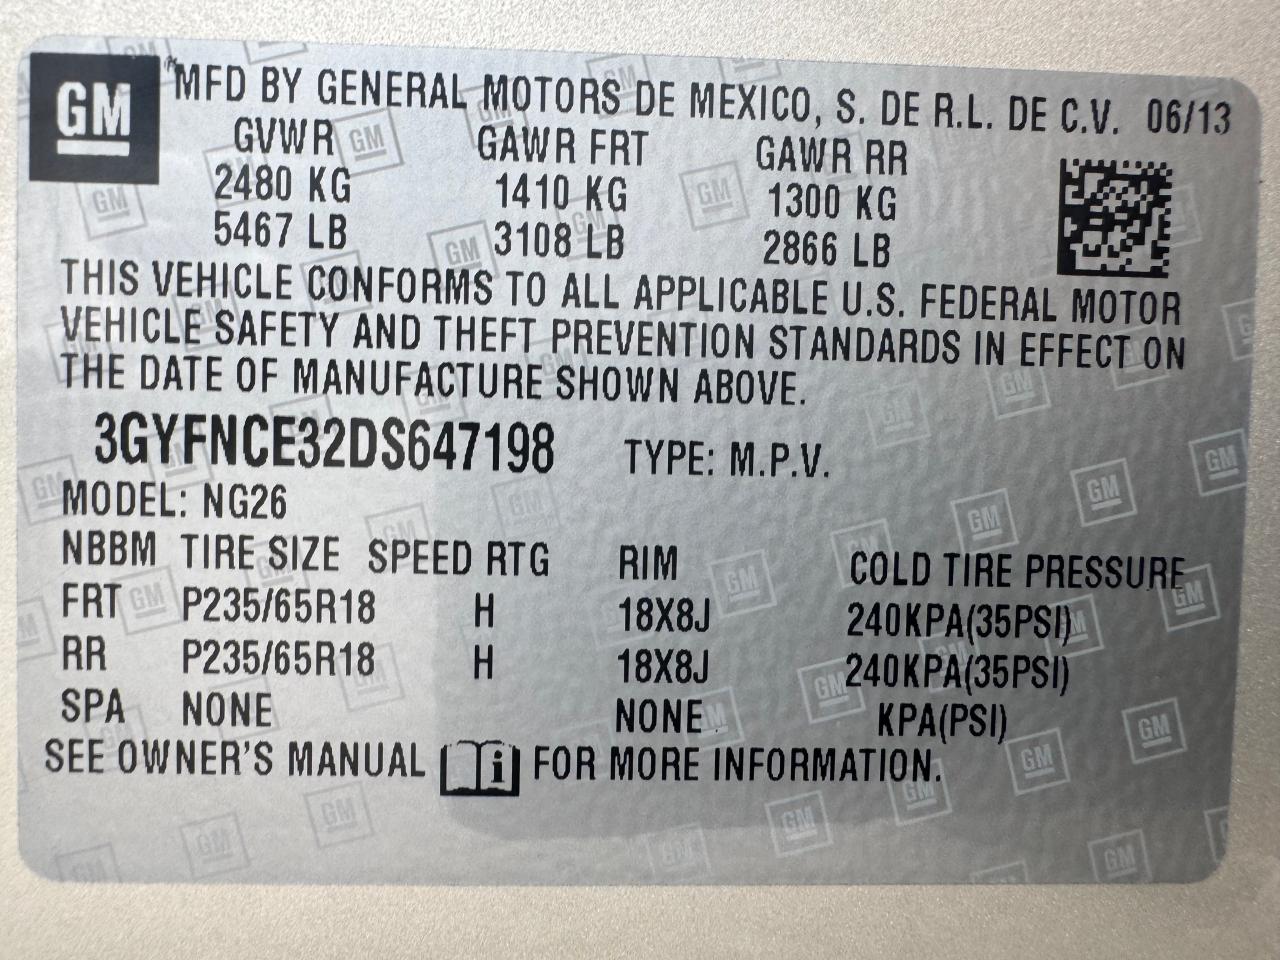 GM
MFD BY GENERAL MOTORS DE MEXICO, S. DE R.L. DE C.V. 06/13
GVWR GAWR FRT GAWR RR
2480 KG 1410 KG 1300 KG
5467 LB 3108 LB 2866 LB
THIS VEHICLE CONFORMS TO ALL APPLICABLE U.S. FEDERAL MOTOR
VEHICLE SAFETY AND THEFT PREVENTION STANDARDS IN EFFECT ON
THE DATE OF MANUFACTURE SHOWN ABOVE.
3GYFNCE32DS647198 TYPE: M.P.V.
MODEL: NG26
NBBM TIRE SIZE SPEED RTG RIM COLD TIRE PRESSURE
FRT P235/65R18 H 18X8J 240KPA(35PSI)
RR P235/65R18 H 18X8J 240KPA(35PSI)
SPA NONE NONE KPA(PSI)
SEE OWNER'S MANUAL i FOR MORE INFORMATION.